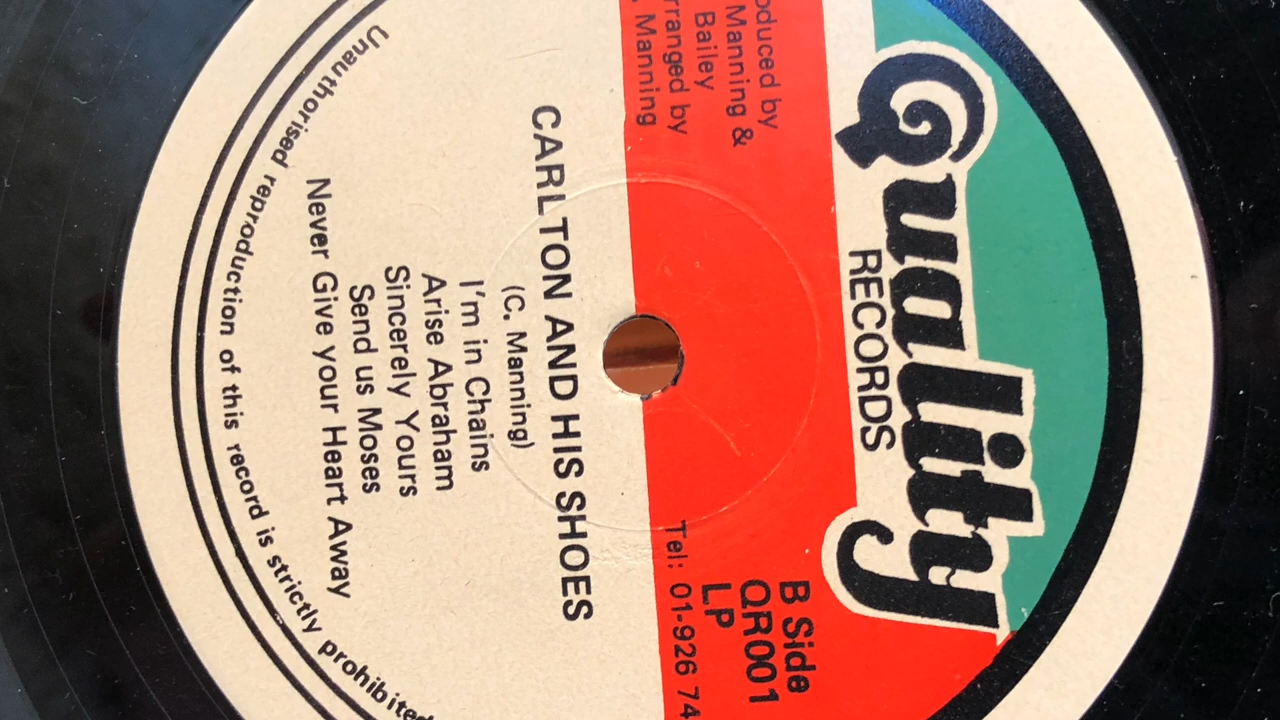 Quality
RECORDS
oduced by
Manning &
Bailey
rranged by
. Manning
B Side
QR001
LP
Tel: 01-926 74
CARLTON AND HIS SHOES
(C. Manning)
I'm in Chains
Arise Abraham
Sincerely Yours
Send us Moses
Never Give your Heart Away
Unauthorised reproduction of this record is strictly prohibited